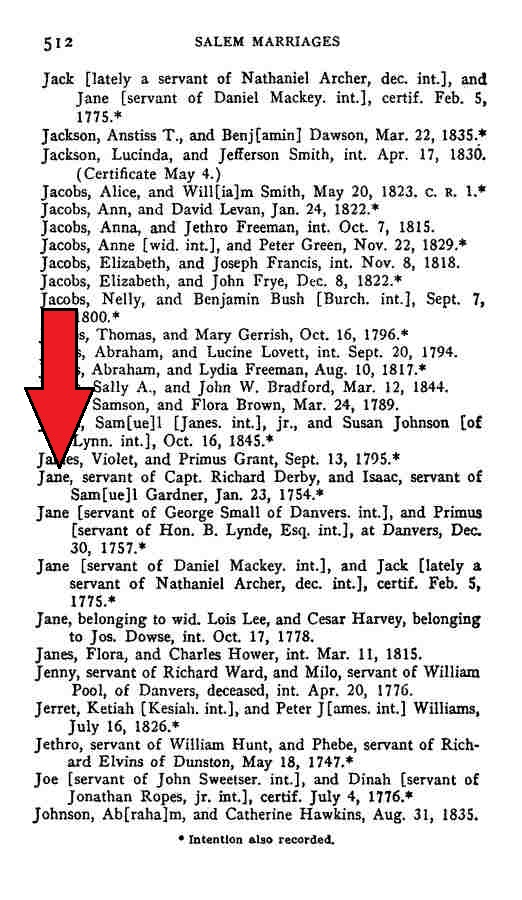 512 SALEM MARRIAGES
Jack [lately a servant of Nathaniel Archer, dec. int.], and
Jane [servant of Daniel Mackey. int.], certif. Feb. 5,
1775.*
Jackson, Anstiss T., and Benj[amin] Dawson, Mar. 22, 1835.*
Jackson, Lucinda, and Jefferson Smith, int. Apr. 17, 1830.
(Certificate May 4.)
Jacobs, Alice, and Will[ia]m Smith, May 20, 1823. C. R. 1.*
Jacobs, Ann, and David Levan, Jan. 24, 1822.*
Jacobs, Anna, and Jethro Freeman, int. Oct. 7, 1815.
Jacobs, Anne [wid. int.], and Peter Green, Nov. 22, 1829.*
Jacobs, Elizabeth, and Joseph Francis, int. Nov. 8, 1818.
Jacobs, Elizabeth, and John Frye, Dec. 8, 1822.*
Jacobs, Nelly, and Benjamin Bush [Burch. int.], Sept. 7,
1800.*
Thomas, and Mary Gerrish, Oct. 16, 1796.*
Abraham, and Lucine Lovett, int. Sept. 20, 1794.
Abraham, and Lydia Freeman, Aug. 10, 1817.*
Sally A., and John W. Bradford, Mar. 12, 1844.
Samson, and Flora Brown, Mar. 24, 1789.
Sam[ue]l [Janes. int.], jr., and Susan Johnson [of
Lynn. int.], Oct. 16, 1845.*
Violet, and Primus Grant, Sept. 13, 1795.*
Jane, servant of Capt. Richard Derby, and Isaac, servant of
Sam[ue]l Gardner, Jan. 23, 1754.*
Jane [servant of George Small of Danvers. int.], and Primus
[servant of Hon. B. Lynde, Esq. int.], at Danvers, Dec.
30, 1757.*
Jane [servant of Daniel Mackey. int.], and Jack [lately a
servant of Nathaniel Archer, dec. int.], certif. Feb. 5,
1775.*
Jane, belonging to wid. Lois Lee, and Cesar Harvey, belonging
to Jos. Dowse, int. Oct. 17, 1778.
Janes, Flora, and Charles Hower, int. Mar. 11, 1815.
Jenny, servant of Richard Ward, and Milo, servant of William
Pool, of Danvers, deceased, int. Apr. 20, 1776.
Jerret, Ketiah [Kesiah. int.], and Peter J[ames. int.] Williams,
July 16, 1826.*
Jethro, servant of William Hunt, and Phebe, servant of Rich-
ard Elvins of Dunston, May 18, 1747.*
Joe [servant of John Sweetser. int.], and Dinah [servant of
Jonathan Ropes, jr. int.], certif. July 4, 1776.*
Johnson, Ab[raha]m, and Catherine Hawkins, Aug. 31, 1835.
* Intention also recorded.